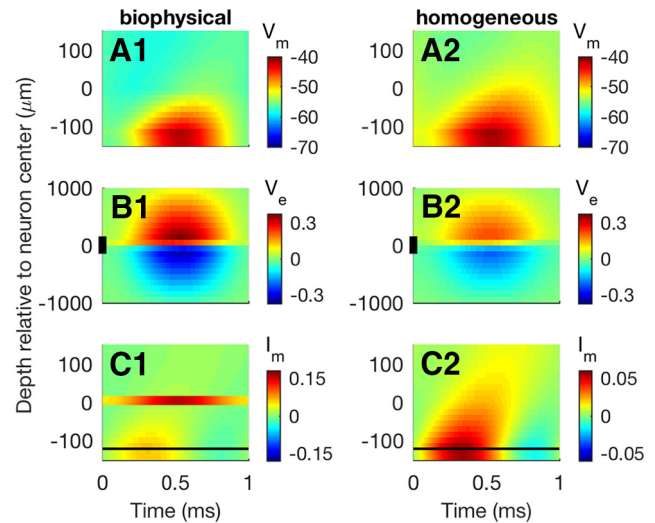 biophysical
homogeneous
A1
100
0
-100
Vm
-40
-50
-60
-70
A2
100
0
-100
Vm
-40
-50
-60
-70
B1
1000
0
-1000
Ve
0.3
0
-0.3
B2
1000
0
-1000
Ve
0.3
0
-0.3
C1
100
0
-100
Im
0.15
0
-0.15
C2
100
0
-100
Im
0.05
0
-0.05
Depth relative to neuron center (μm)
0
0.5
1
Time (ms)
0
0.5
1
Time (ms)